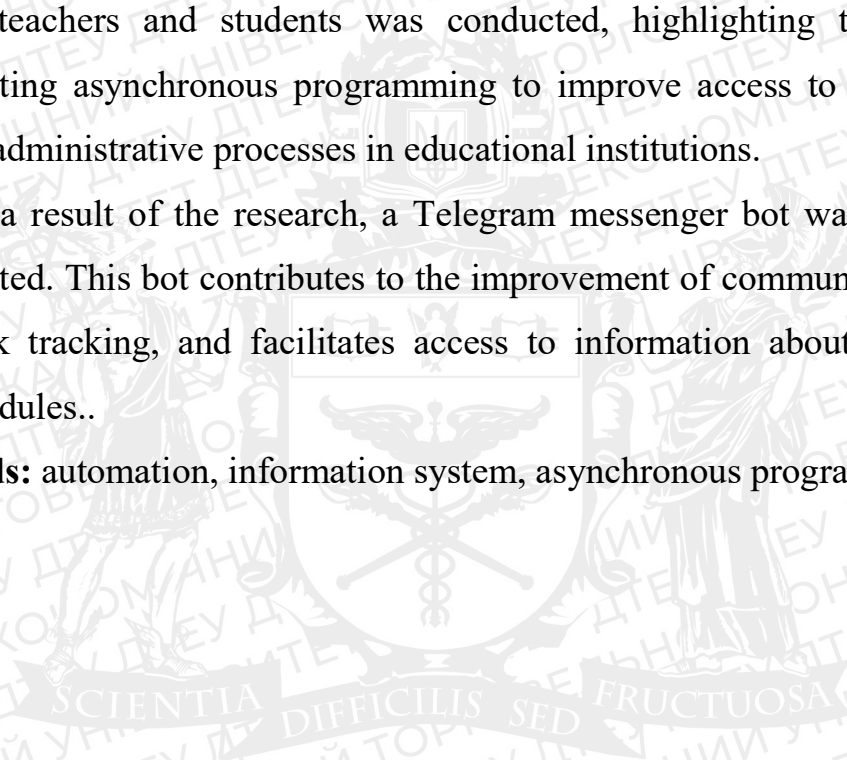 teachers and students was conducted, highlighting t
ting asynchronous programming to improve access to
administrative processes in educational institutions.
a result of the research, a Telegram messenger bot wa
ted. This bot contributes to the improvement of commun
k tracking, and facilitates access to information about
dules..
ls: automation, information system, asynchronous progra
SCIENTIA DIFFICILIS SED FRUCTUOSA